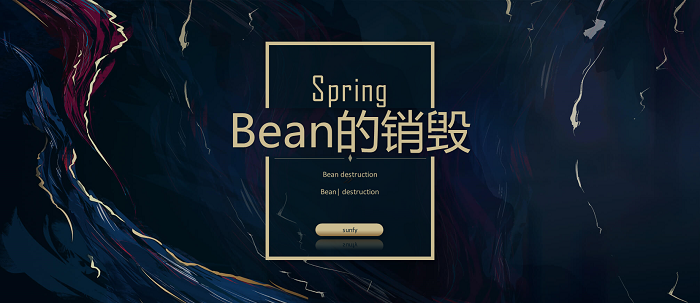 Spring
Bean的销毁
Bean destruction
Bean| destruction
sunfy